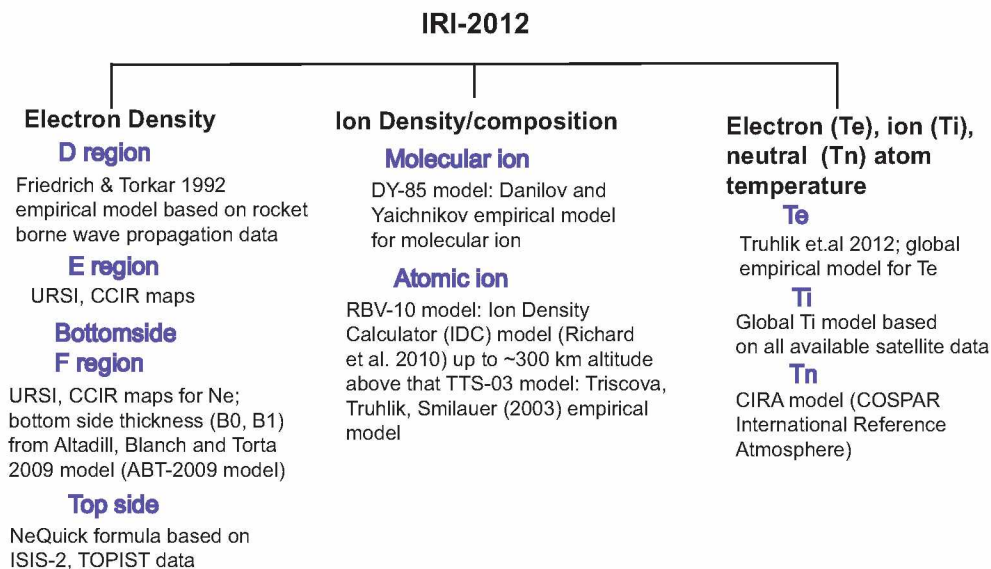 IRI-2012
Electron Density
D region
Friedrich & Torkar 1992
empirical model based on rocket
borne wave propagation data
E region
URSI, CCIR maps
Bottomside
F region
URSI, CCIR maps for Ne;
bottom side thickness (B0, B1)
from Altadill, Blanch and Torta
2009 model (ABT-2009 model)
Top side
NeQuick formula based on
ISIS-2, TOPIST data
Ion Density/composition
Molecular ion
DY-85 model: Danilov and
Yaichnikov empirical model
for molecular ion
Atomic ion
RBV-10 model: Ion Density
Calculator (IDC) model (Richard
et al. 2010) up to ~300 km altitude
above that TTS-03 model: Triscova,
Truhlik, Smilauer (2003) empirical
model
Electron (Te), ion (Ti),
neutral (Tn) atom
temperature
Te
Truhlik et.al 2012; global
empirical model for Te
Ti
Global Ti model based
on all available satellite data
Tn
CIRA model (COSPAR
International Reference
Atmosphere)